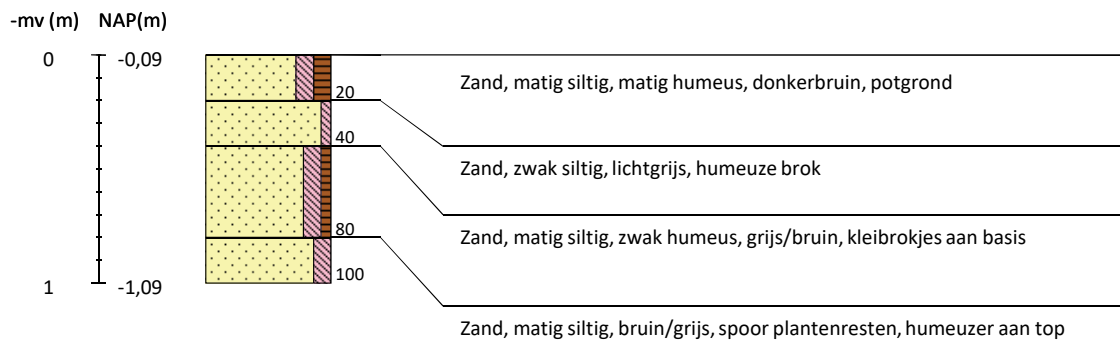 -mv (m) NAP(m)
0 -0,09
Zand, matig siltig, matig humeus, donkerbruin, potgrond
20
40
Zand, zwak siltig, lichtgrijs, humeuze brok
80
Zand, matig siltig, zwak humeus, grijs/bruin, kleibrokjes aan basis
100
1 -1,09
Zand, matig siltig, bruin/grijs, spoor plantenresten, humeuzer aan top